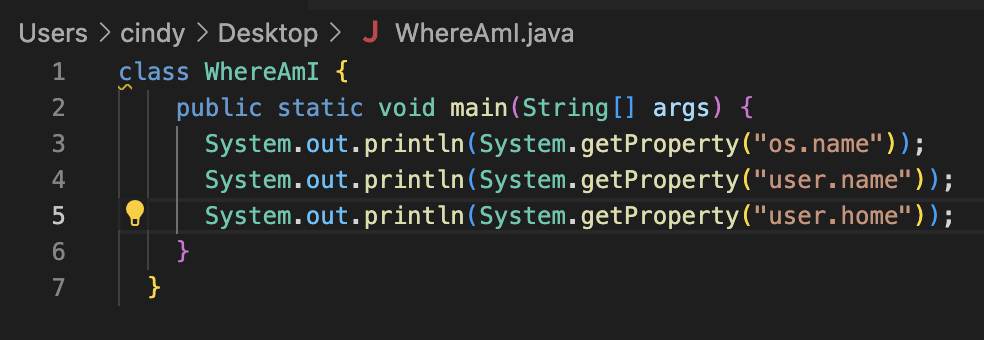 Users > cindy > Desktop > J WhereAmI.java
1 class WhereAmI {
2 public static void main(String[] args) {
3 System.out.println(System.getProperty("os.name"));
4 System.out.println(System.getProperty("user.name"));
5 System.out.println(System.getProperty("user.home"));
6 }
7 }